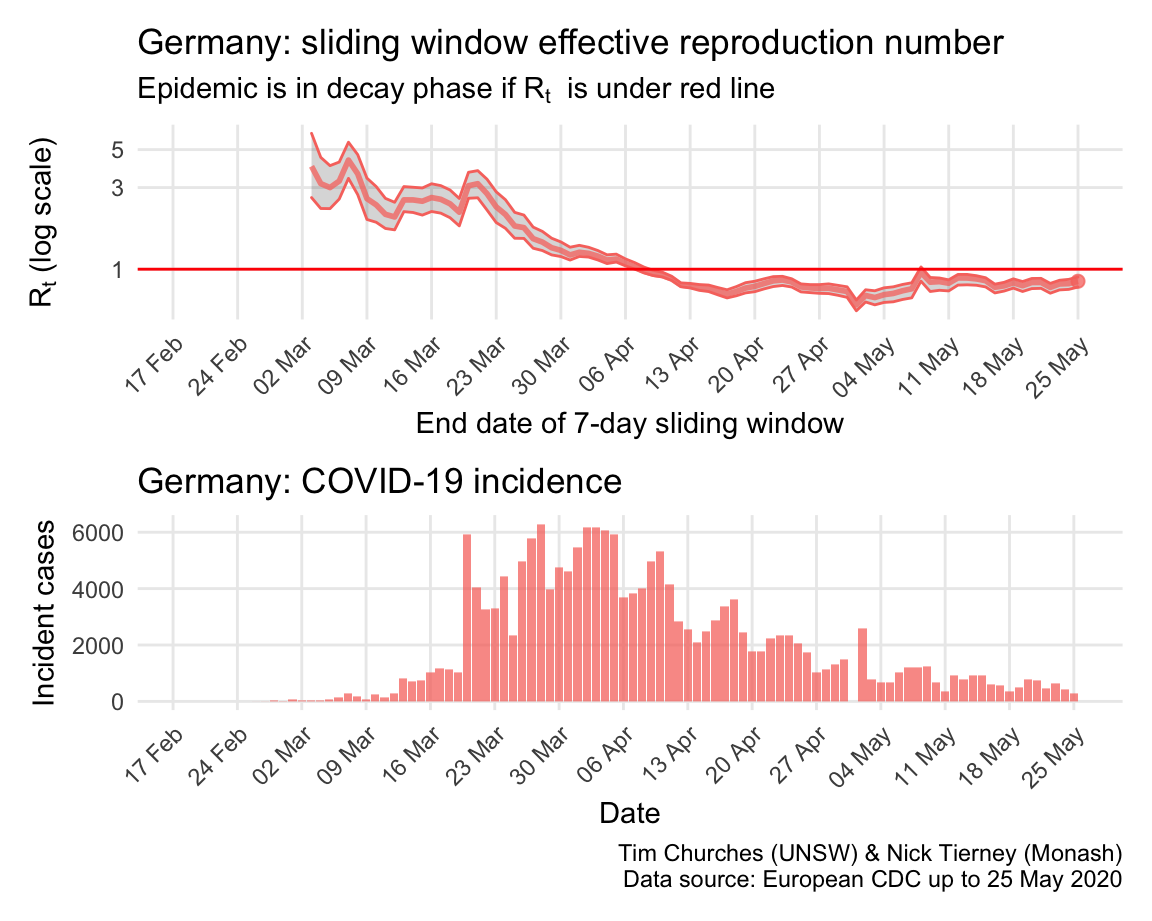 Germany: sliding window effective reproduction number
Epidemic is in decay phase if Rt is under red line
Rt (log scale)
5
3
1
17 Feb
24 Feb
02 Mar
09 Mar
16 Mar
23 Mar
30 Mar
06 Apr
13 Apr
20 Apr
27 Apr
04 May
11 May
18 May
25 May
End date of 7-day sliding window
Germany: COVID-19 incidence
Incident cases
6000
4000
2000
0
17 Feb
24 Feb
02 Mar
09 Mar
16 Mar
23 Mar
30 Mar
06 Apr
13 Apr
20 Apr
27 Apr
04 May
11 May
18 May
25 May
Date
Tim Churches (UNSW) & Nick Tierney (Monash)
Data source: European CDC up to 25 May 2020